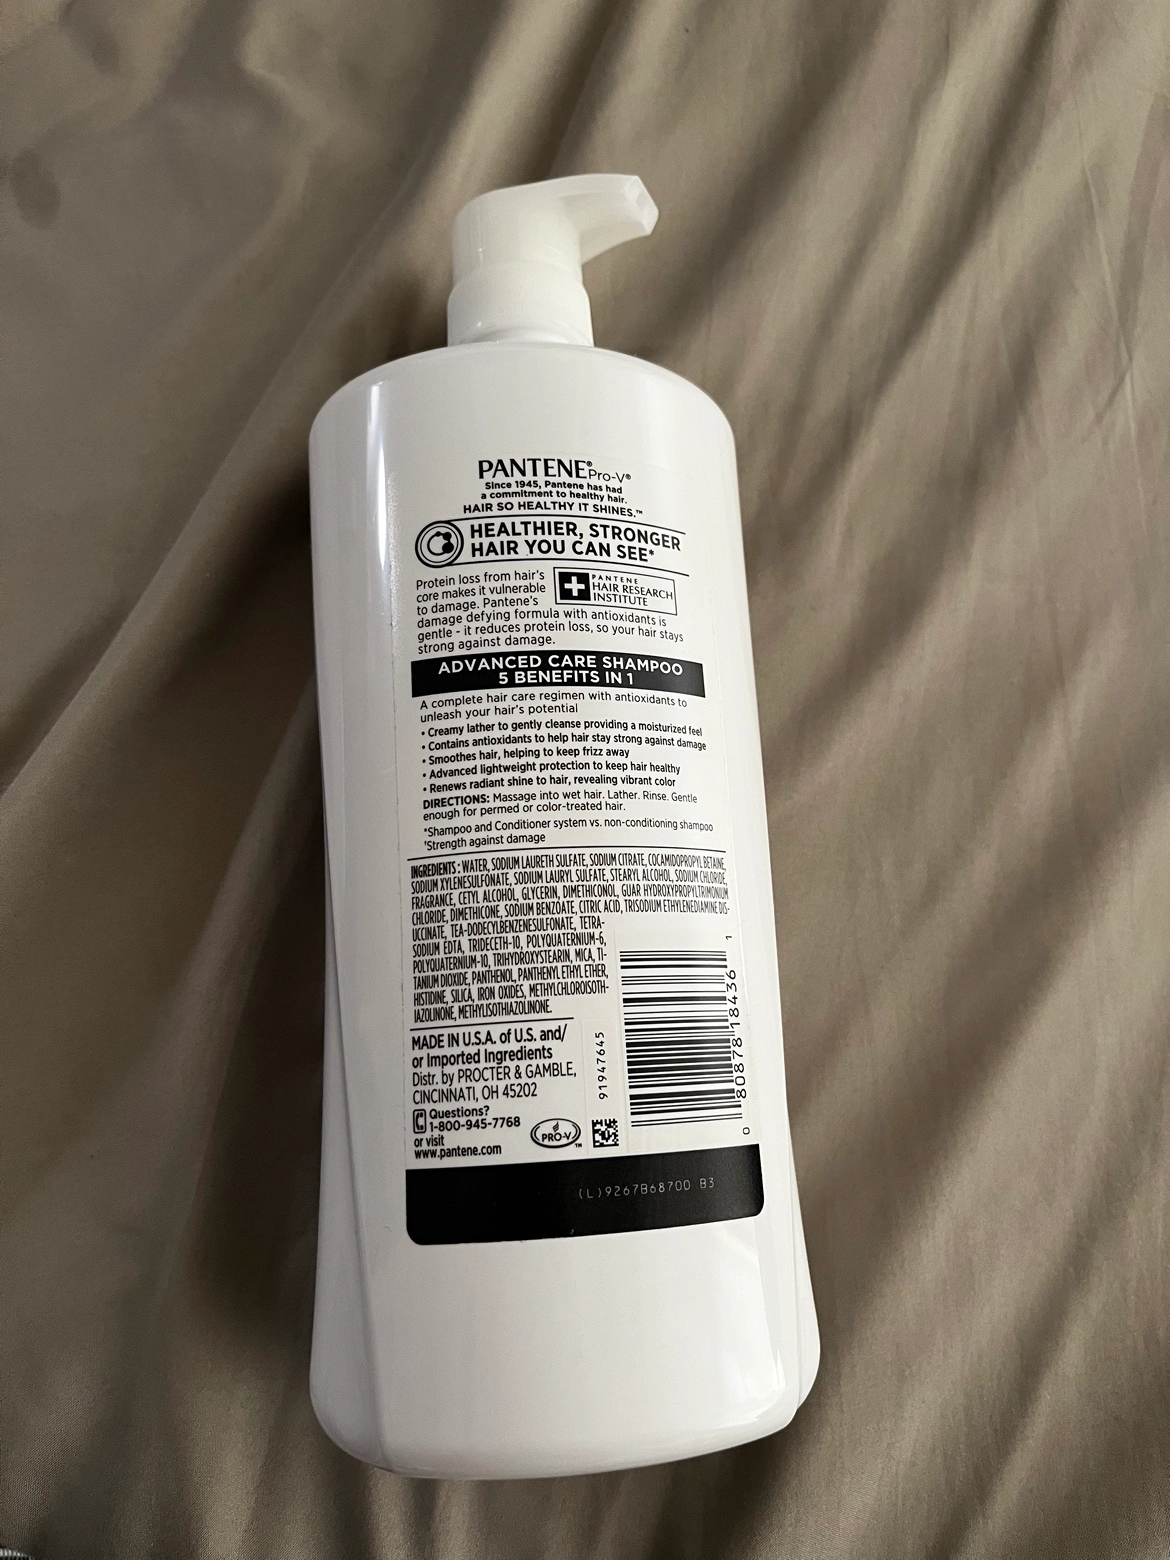 PANTENE® Pro-V®
Since 1945, Pantene has had
a commitment to healthy hair.
HAIR SO HEALTHY IT SHINES.™
HEALTHIER, STRONGER
HAIR YOU CAN SEE*
Protein loss from hair's
core makes it vulnerable
to damage. Pantene's
damage defying formula with antioxidants is
gentle - it reduces protein loss, so your hair stays
strong against damage.
PANTENE
HAIR RESEARCH
INSTITUTE
ADVANCED CARE SHAMPOO
5 BENEFITS IN 1
A complete hair care regimen with antioxidants to
unleash your hair's potential
• Creamy lather to gently cleanse providing a moisturized feel
• Contains antioxidants to help hair stay strong against damage
• Smoothes hair, helping to keep frizz away
• Advanced lightweight protection to keep hair healthy
• Renews radiant shine to hair, revealing vibrant color
DIRECTIONS: Massage into wet hair. Lather. Rinse. Gentle
enough for permed or color-treated hair.
*Shampoo and Conditioner system vs. non-conditioning shampoo
†Strength against damage
INGREDIENTS: WATER, SODIUM LAURETH SULFATE, SODIUM CITRATE, COCAMIDOPROPYL BETAINE,
SODIUM XYLENESULFONATE, SODIUM LAURYL SULFATE, STEARYL ALCOHOL, SODIUM CHLORIDE,
FRAGRANCE, CETYL ALCOHOL, GLYCERIN, DIMETHICONOL, GUAR HYDROXYPROPYLTRIMONIUM
CHLORIDE, DIMETHICONE, SODIUM BENZOATE, CITRIC ACID, TRISODIUM ETHYLENEDIAMINE DIS-
UCCINATE, TEA-DODECYLBENZENESULFONATE, TETRA-
SODIUM EDTA, TRIDECETH-10, POLYQUATERNIUM-6,
POLYQUATERNIUM-10, TRIHYDROXYSTEARIN, MICA, TI-
TANIUM DIOXIDE, PANTHENOL, PANTHENYL ETHYL ETHER,
HISTIDINE, SILICA, IRON OXIDES, METHYLCHLOROISOTH-
IAZOLINONE, METHYLISOTHIAZOLINONE.
MADE IN U.S.A. of U.S. and/
or Imported Ingredients
Distr. by PROCTER & GAMBLE,
CINCINNATI, OH 45202
Questions?
1-800-945-7768
or visit
www.pantene.com
PRO-V™
91947645
0 80878 18436 1
(L)9267B68700 B3